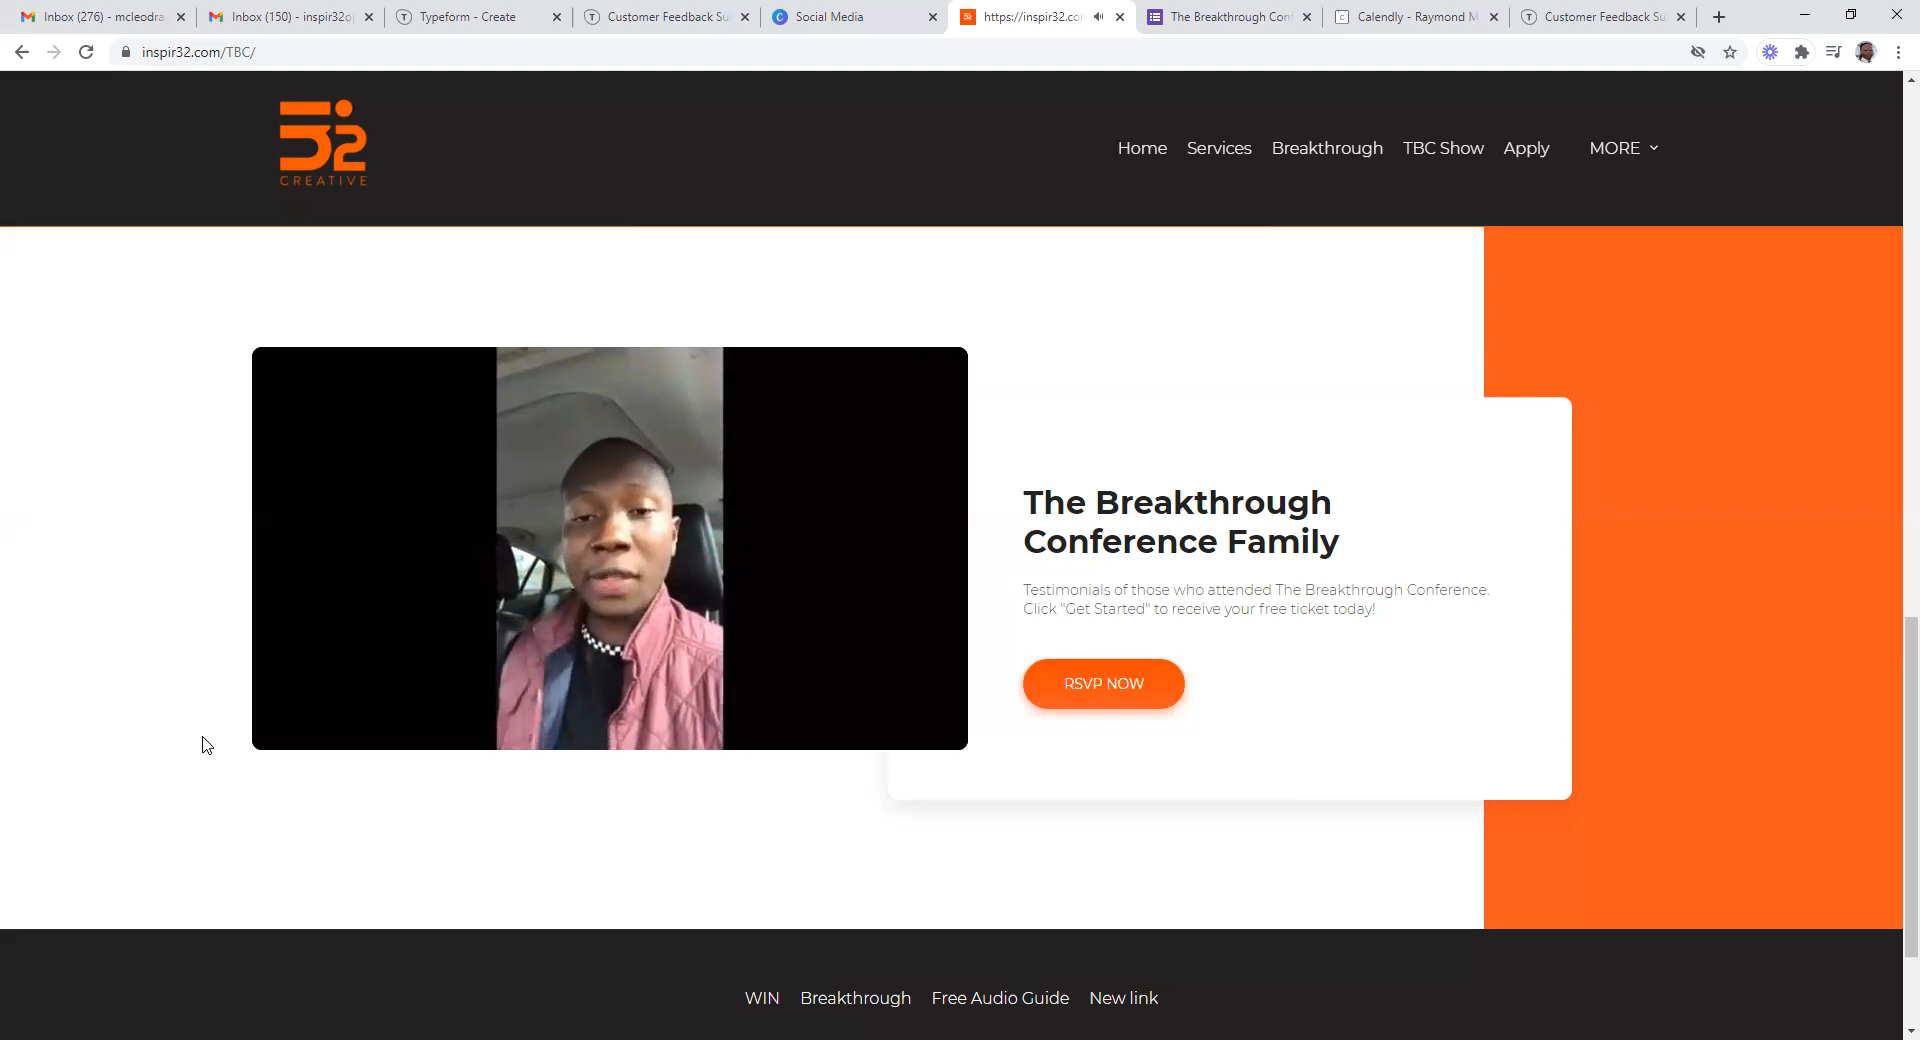 Inbox (276) - mcleodra
Inbox (150) - inspir32o
Typeform - Create
Customer Feedback Su
Social Media
https://inspir32.co
The Breakthrough Con
Calendly - Raymond M
Customer Feedback Su
inspir32.com/TBC/
32
CREATIVE
Home Services Breakthrough TBC Show Apply MORE
The Breakthrough
Conference Family
Testimonials of those who attended The Breakthrough Conference.
Click "Get Started" to receive your free ticket today!
RSVP NOW
WIN Breakthrough Free Audio Guide New link